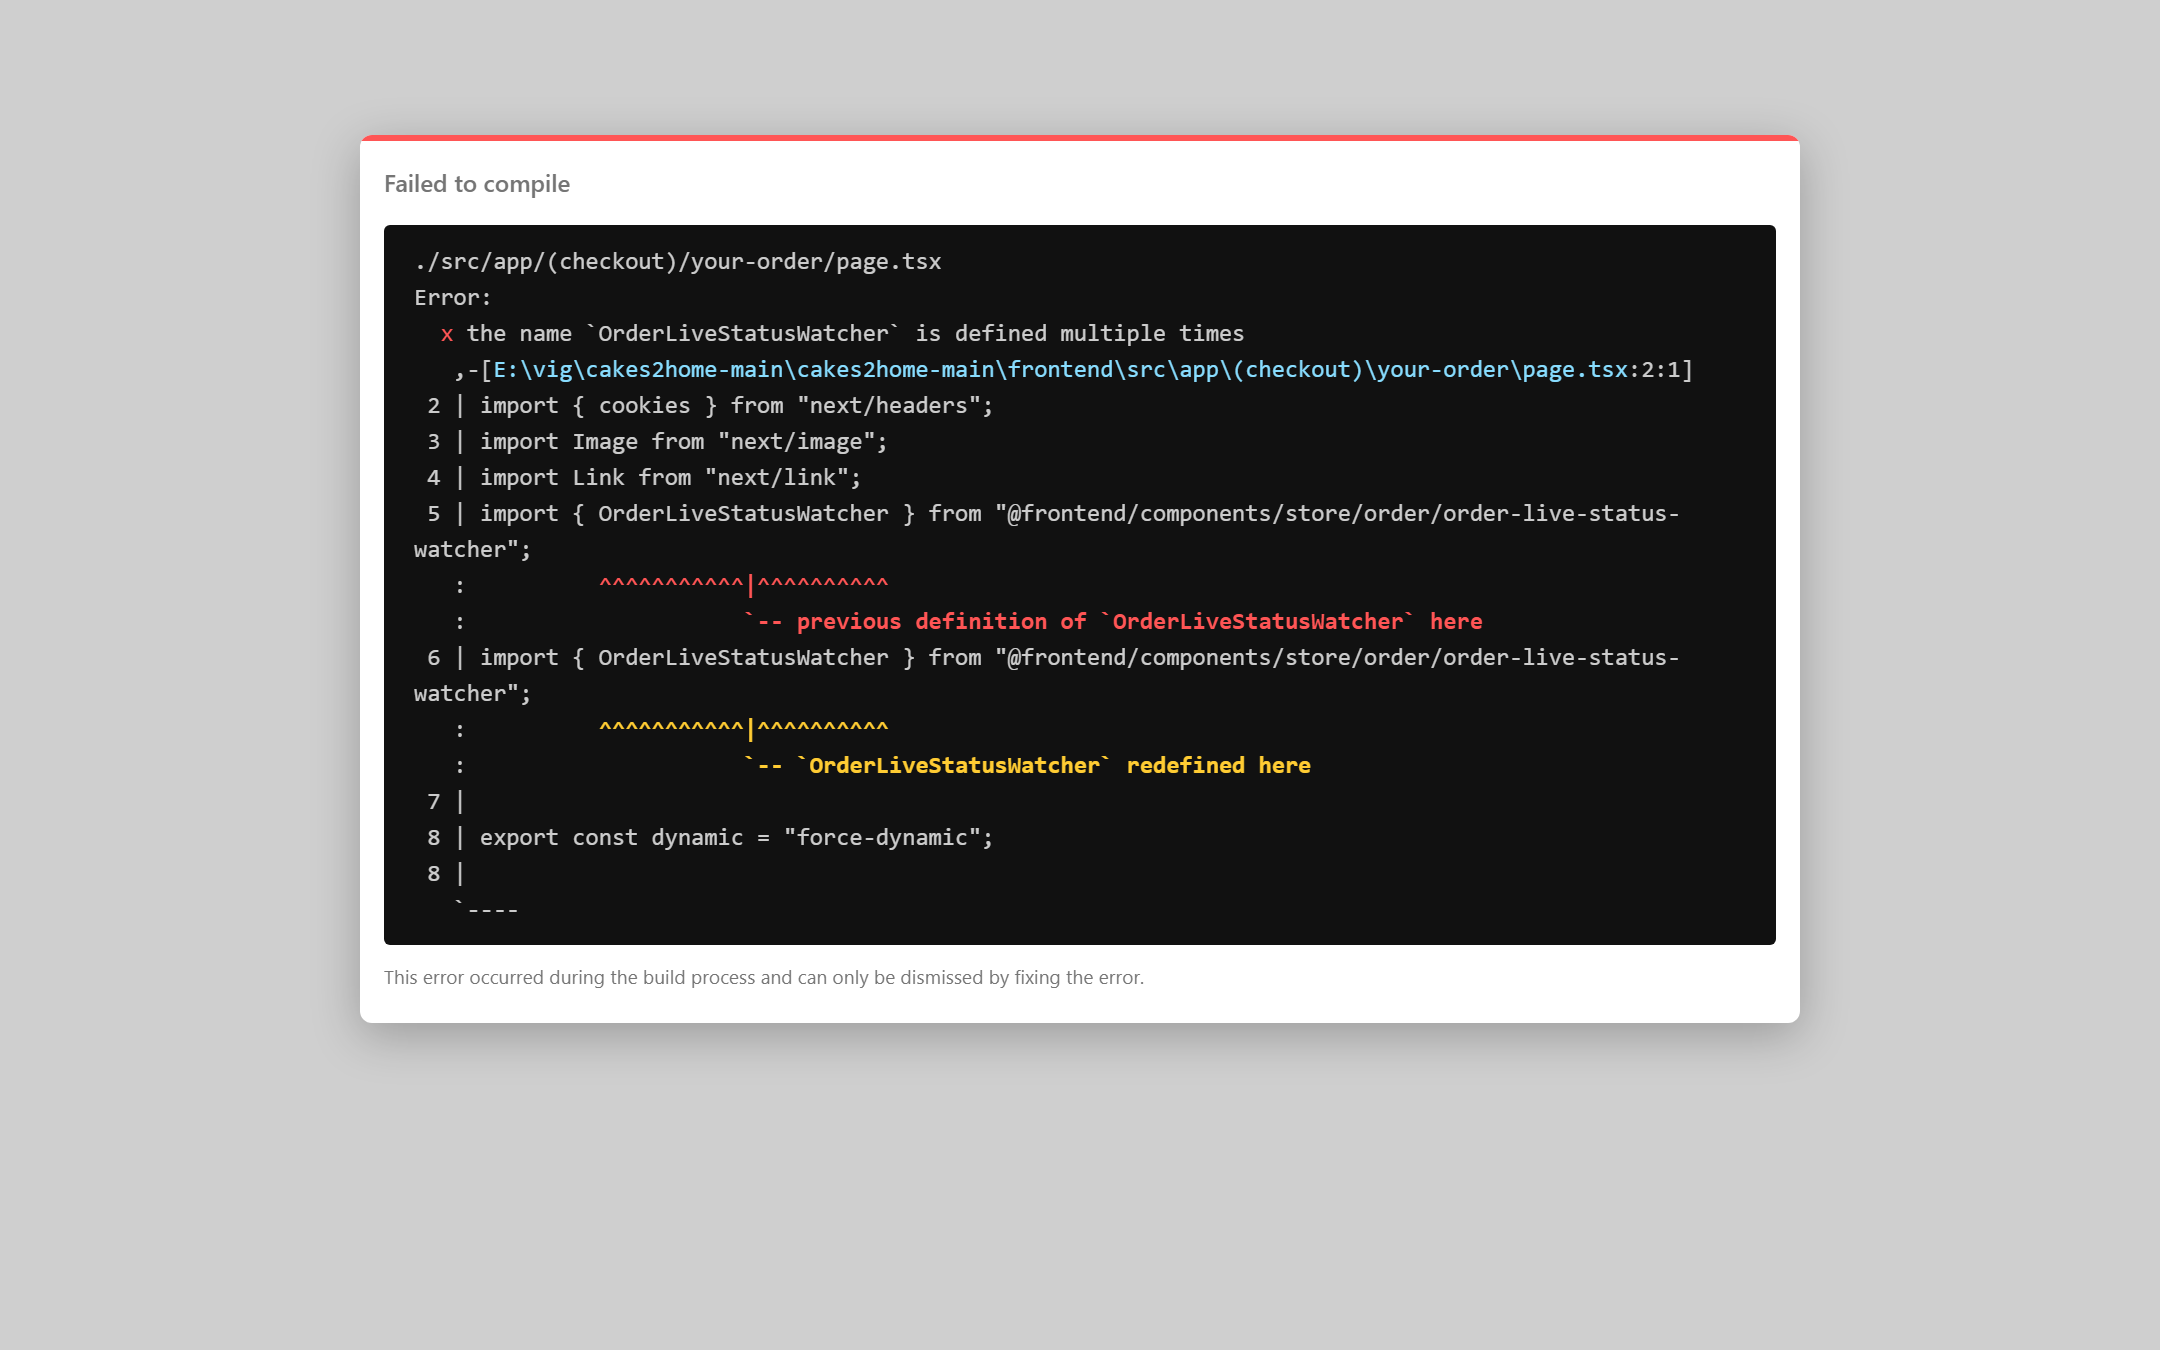 Failed to compile
./src/app/(checkout)/your-order/page.tsx
Error:
  x the name `OrderLiveStatusWatcher` is defined multiple times
   ,-[E:\vig\cakes2home-main\cakes2home-main\frontend\src\app\(checkout)\your-order\page.tsx:2:1]
 2 | import { cookies } from "next/headers";
 3 | import Image from "next/image";
 4 | import Link from "next/link";
 5 | import { OrderLiveStatusWatcher } from "@frontend/components/store/order/order-live-status-
watcher";
   :          ^^^^^^^^^^^|^^^^^^^^^^
   :                     `-- previous definition of `OrderLiveStatusWatcher` here
 6 | import { OrderLiveStatusWatcher } from "@frontend/components/store/order/order-live-status-
watcher";
   :          ^^^^^^^^^^^|^^^^^^^^^^
   :                     `-- `OrderLiveStatusWatcher` redefined here
 7 |
 8 | export const dynamic = "force-dynamic";
 8 |
   `----
This error occurred during the build process and can only be dismissed by fixing the error.